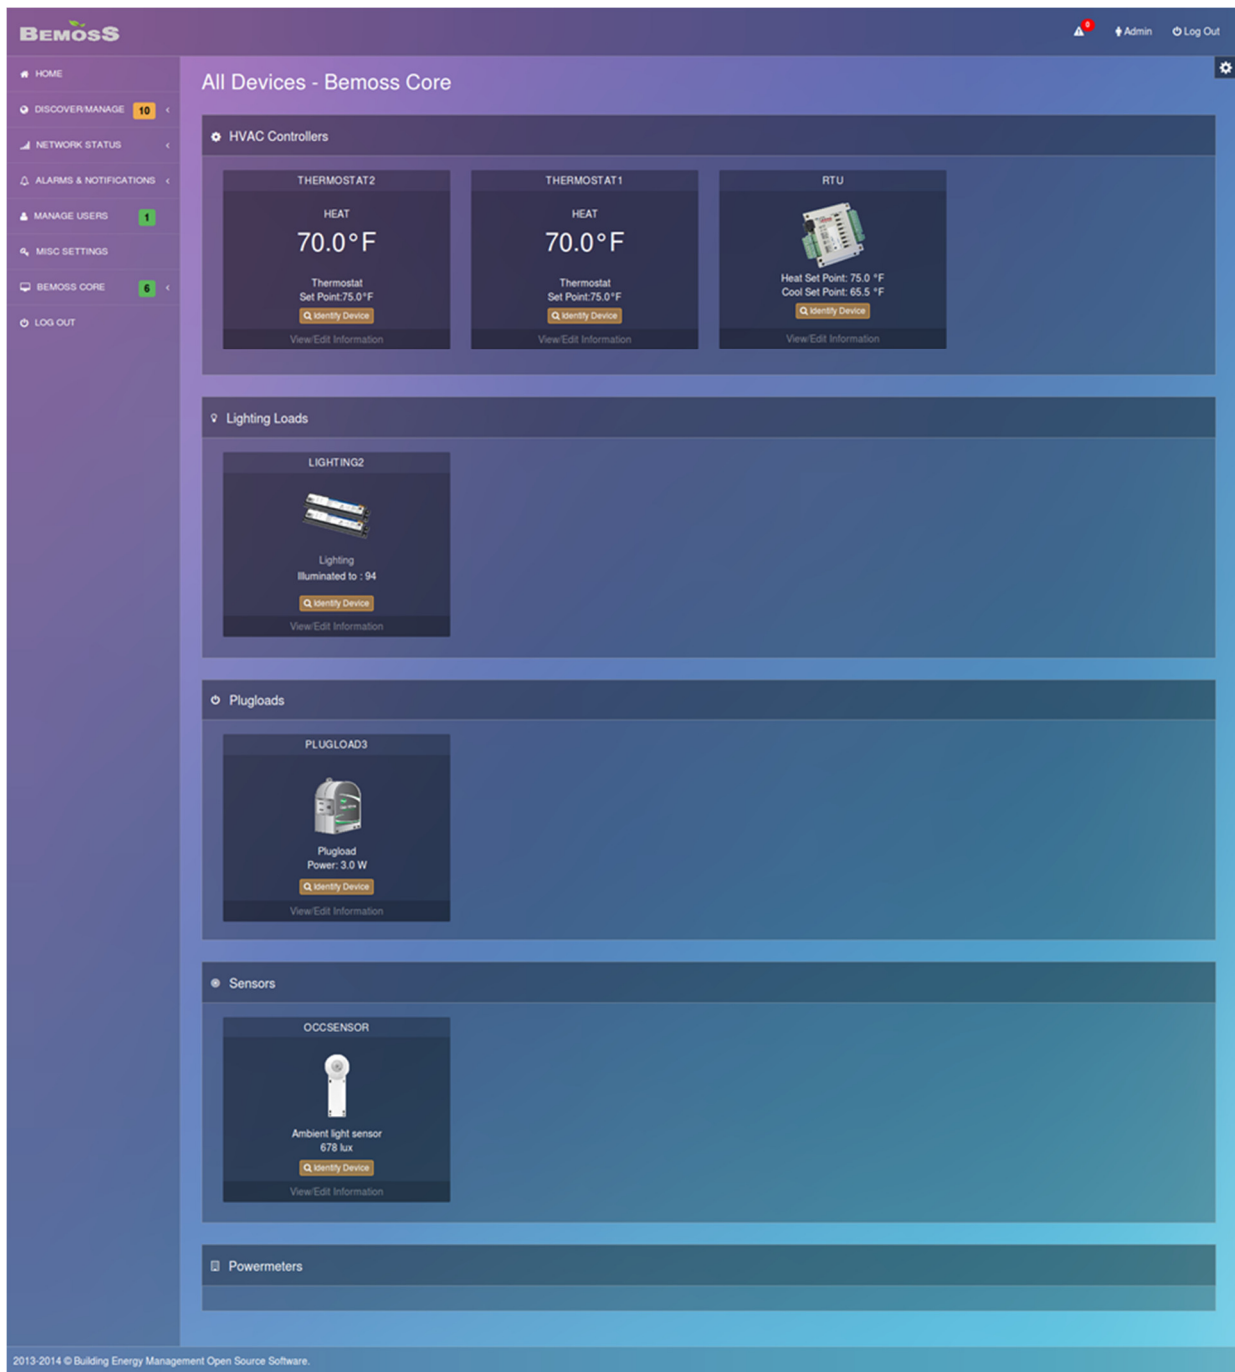 BEMOSS
0
Admin
Log Out
HOME
DISCOVER/MANAGE 10
NETWORK STATUS
ALARMS & NOTIFICATIONS
MANAGE USERS 1
MISC SETTINGS
BEMOSS CORE 6
LOG OUT
All Devices - Bemoss Core
HVAC Controllers
THERMOSTAT2
HEAT
70.0°F
Thermostat
Set Point:75.0°F
Identify Device
View/Edit Information
THERMOSTAT1
HEAT
70.0°F
Thermostat
Set Point:75.0°F
Identify Device
View/Edit Information
RTU
Heat Set Point: 75.0 °F
Cool Set Point: 65.5 °F
Identify Device
View/Edit Information
Lighting Loads
LIGHTING2
Lighting
Illuminated to : 94
Identify Device
View/Edit Information
Plugloads
PLUGLOAD3
Plugload
Power: 3.0 W
Identify Device
View/Edit Information
Sensors
OCCSENSOR
Ambient light sensor
678 lux
Identify Device
View/Edit Information
Powermeters
2013-2014 © Building Energy Management Open Source Software.